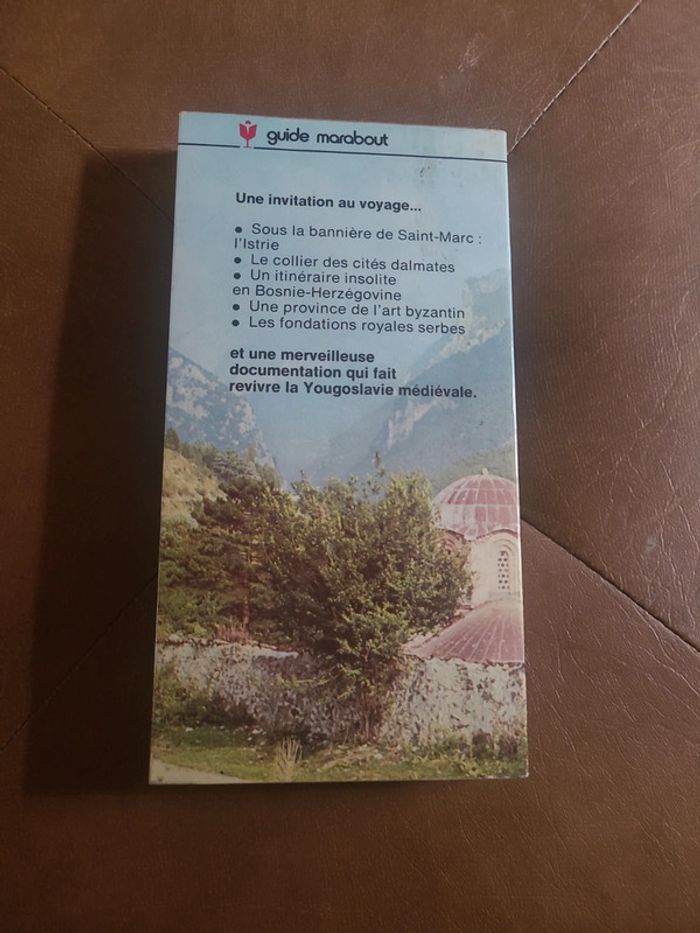 guide marabout
Une invitation au voyage...
• Sous la bannière de Saint-Marc :
l'Istrie
• Le collier des cités dalmates
• Un itinéraire insolite
en Bosnie-Herzégovine
• Une province de l'art byzantin
• Les fondations royales serbes
et une merveilleuse
documentation qui fait
revivre la Yougoslavie médiévale.